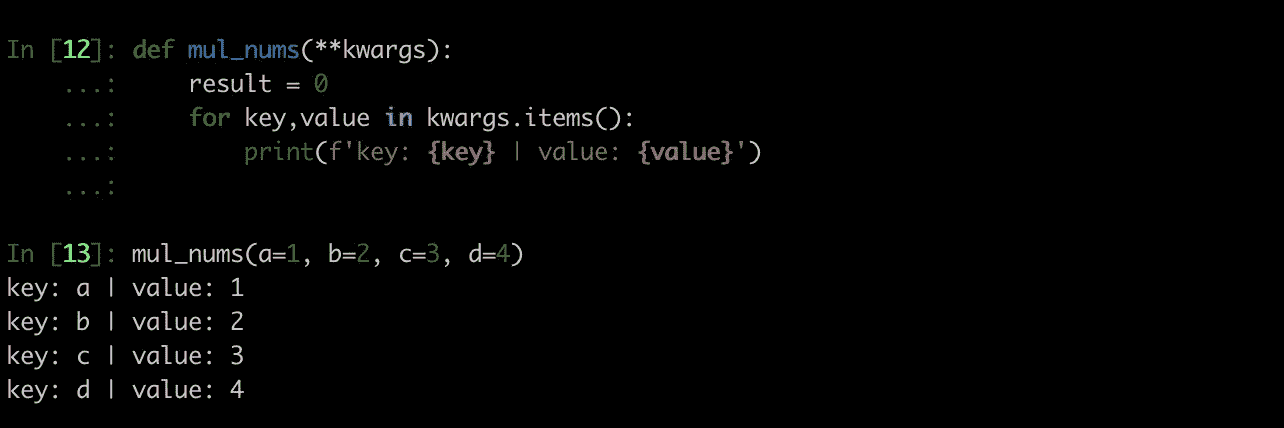 In [12]: def mul_nums(**kwargs):
    ...:     result = 0
    ...:     for key,value in kwargs.items():
    ...:         print(f'key: {key} | value: {value}')
    ...:
In [13]: mul_nums(a=1, b=2, c=3, d=4)
key: a | value: 1
key: b | value: 2
key: c | value: 3
key: d | value: 4